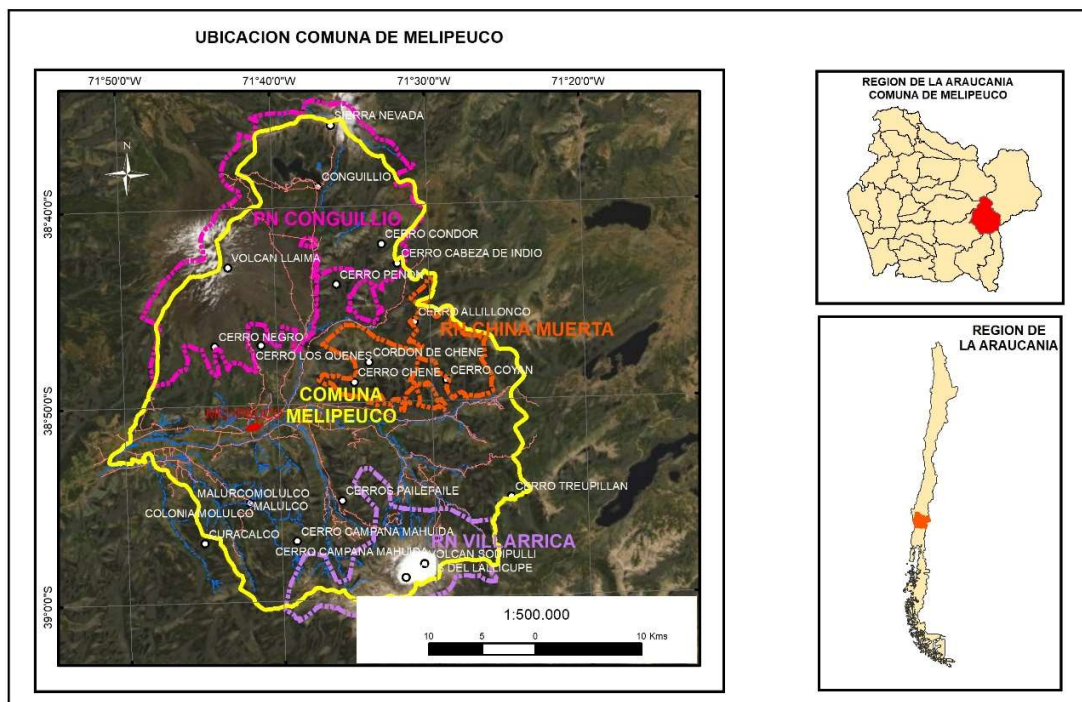 UBICACION COMUNA DE MELIPEUCO
71°50'0"W 71°40'0"W 71°30'0"W 71°20'0"W
N
38°40'0"S
38°50'0"S
39°0'0"S
SIERRA NEVADA
CONGUILLIO
PN CONGUILLIO
CERRO CONDOR
CERRO CABEZA DE INDIO
VOLCAN LLAIMA
CERRO PEÑON
CERRO ALLILLONCO
RN CHINA MUERTA
CERRO NEGRO
CERRO LOS QUENES
CORDON DE CHENE
CERRO CHENE
CERRO COYAN
COMUNA
MELIPEUCO
CERRO TREUPILLAN
MALURCOMOLULCO
MALULCO
CERROS PAILEPAILE
COLONIA MOLULCO
CURACALCO
CERRO CAMPANA MAHUIDA
RN VILLARRICA
CERRO CAMPANA MAHUIDA
VOLCAN SODIPULLI
DEL LALLICUPE
1:500.000
10 5 0 10 Kms
REGION DE LA ARAUCANIA
COMUNA DE MELIPEUCO
REGION DE
LA ARAUCANIA